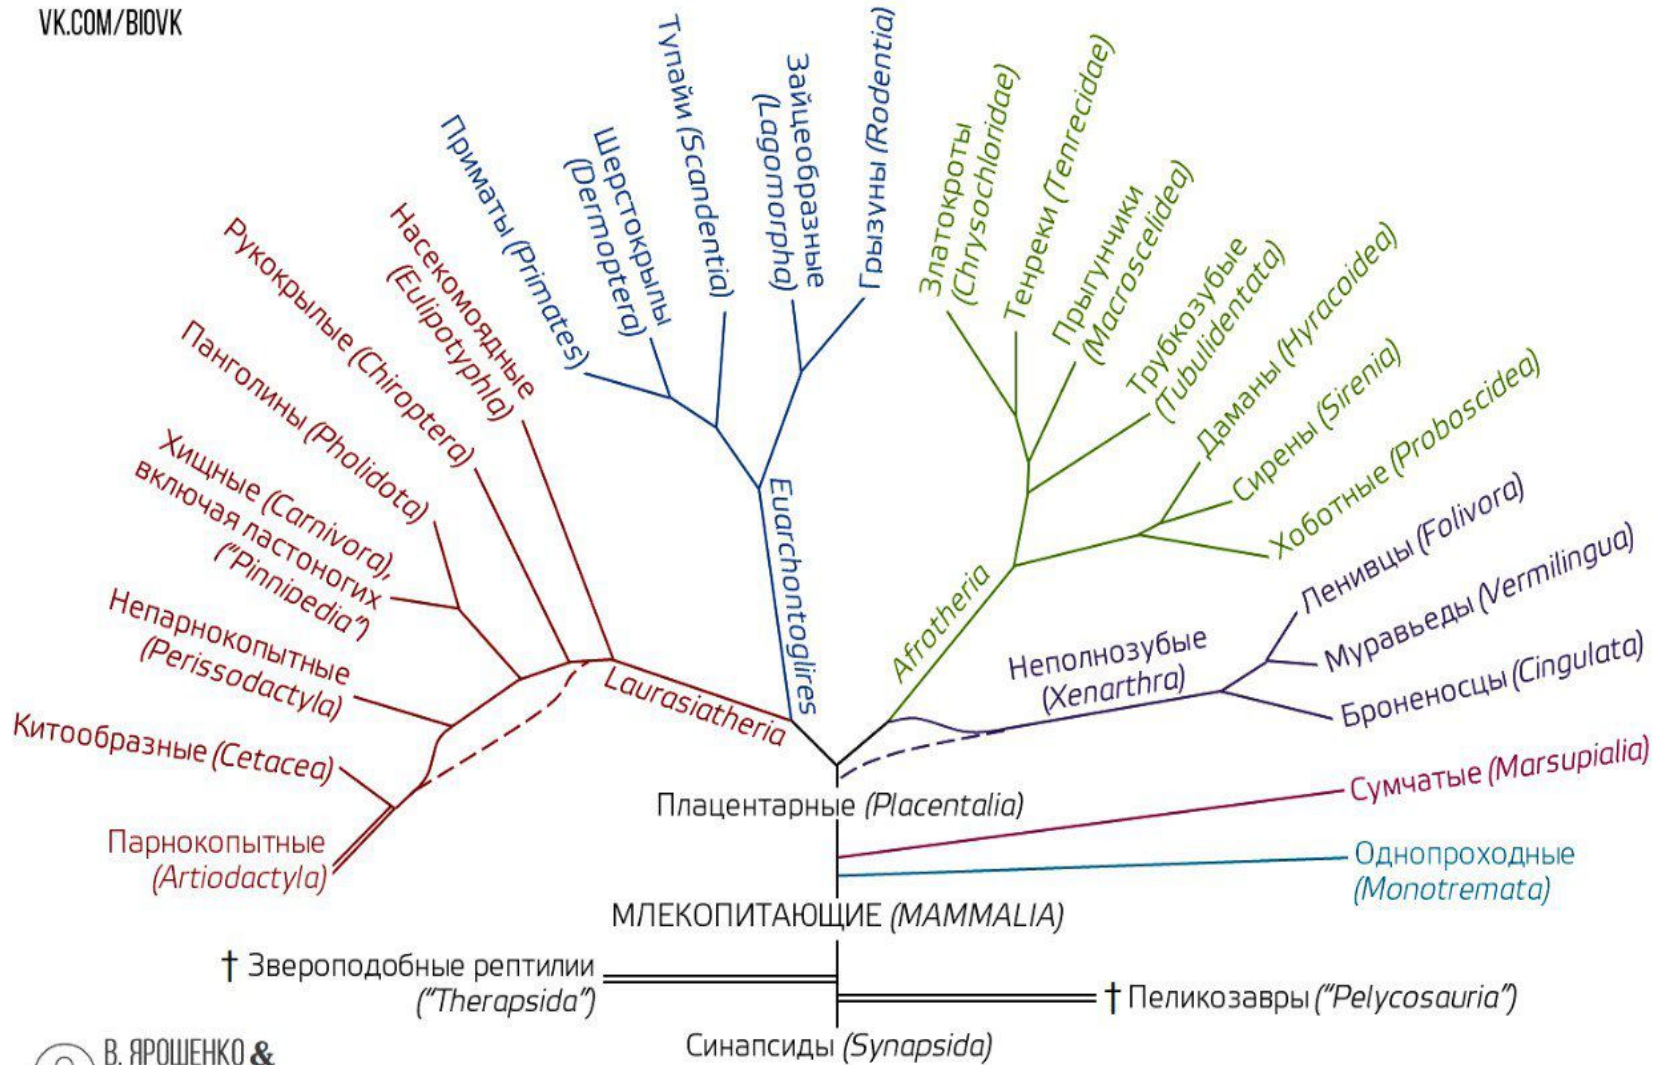 VK.COM/BIOVK
Китообразные (Cetacea)
Парнокопытные
(Artiodactyla)
Непарнокопытные
(Perissodactyla)
Хищные (Carnivora),
включая ластоногих
("Pinnipedia")
Панголины (Pholidota)
Рукокрылые (Chiroptera)
Насекомоядные
(Eulipotyphla)
Laurasiatheria
Приматы (Primates)
Шерстокрылы
(Dermoptera)
Тупайи (Scandentia)
Зайцеобразные
(Lagomorpha)
Грызуны (Rodentia)
Euarchontoglires
Златокроты
(Chrysochloridae)
Тенреки (Tenrecidae)
Прыгунчики
(Macroscelidea)
Трубкозубые
(Tubulidentata)
Даманы (Hyracoidea)
Сирены (Sirenia)
Хоботные (Proboscidea)
Afrotheria
Ленивцы (Folivora)
Муравьеды (Vermilingua)
Броненосцы (Cingulata)
Неполнозубые
(Xenarthra)
Сумчатые (Marsupialia)
Однопроходные
(Monotremata)
Плацентарные (Placentalia)
МЛЕКОПИТАЮЩИЕ (MAMMALIA)
† Звероподобные рептилии
("Therapsida")
† Пеликозавры ("Pelycosauria")
Синапсиды (Synapsida)
В. ЯРОШЕНКО &